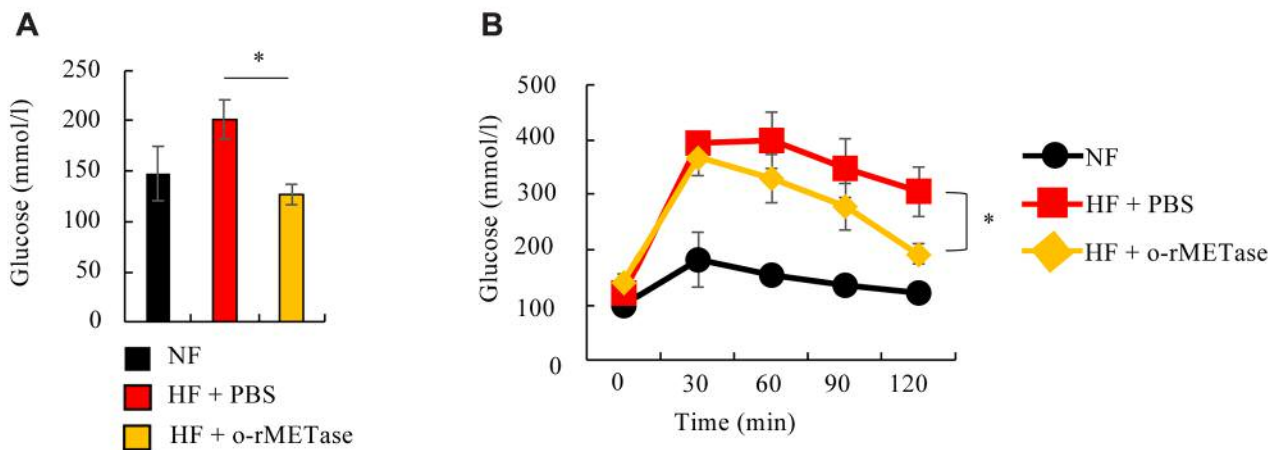 A
*
Glucose (mmol/l)
250
200
150
100
50
0
NF
HF + PBS
HF + o-rMETase
B
Glucose (mmol/l)
500
400
300
200
100
0
0 30 60 90 120
Time (min)
*
NF
HF + PBS
HF + o-rMETase